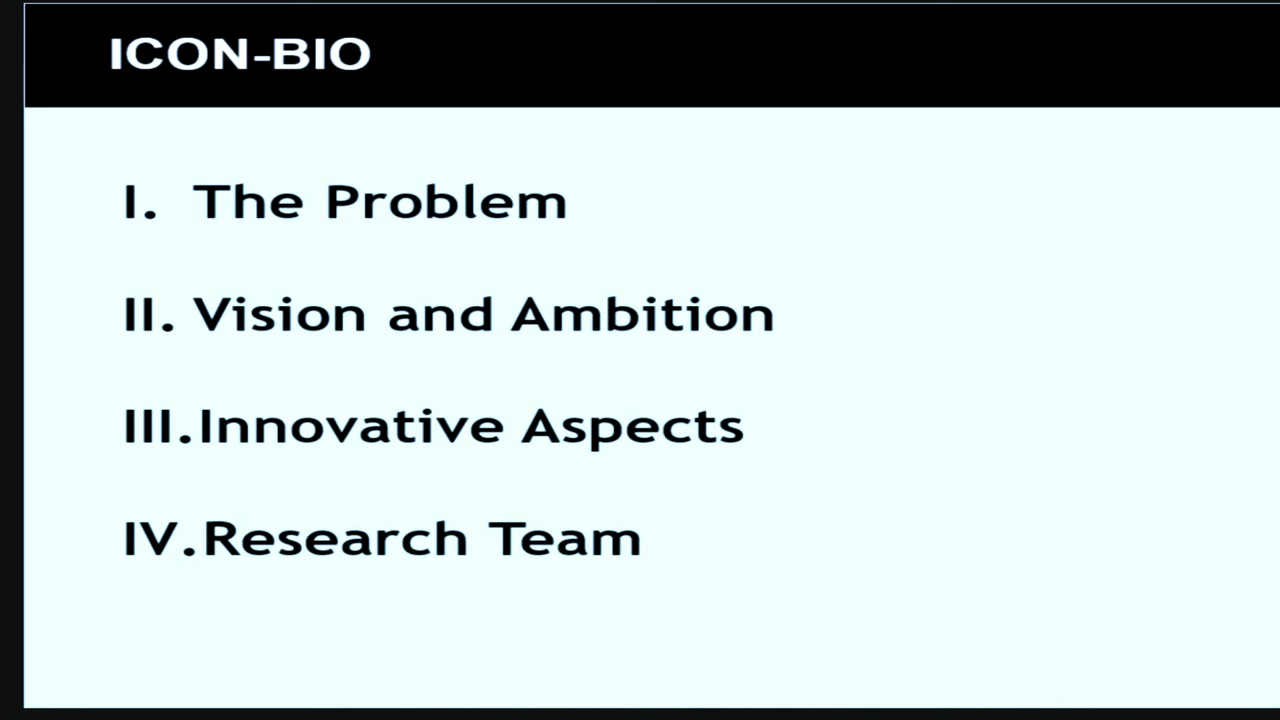 ICON-BIO
I. The Problem
II. Vision and Ambition
III.Innovative Aspects
IV.Research Team